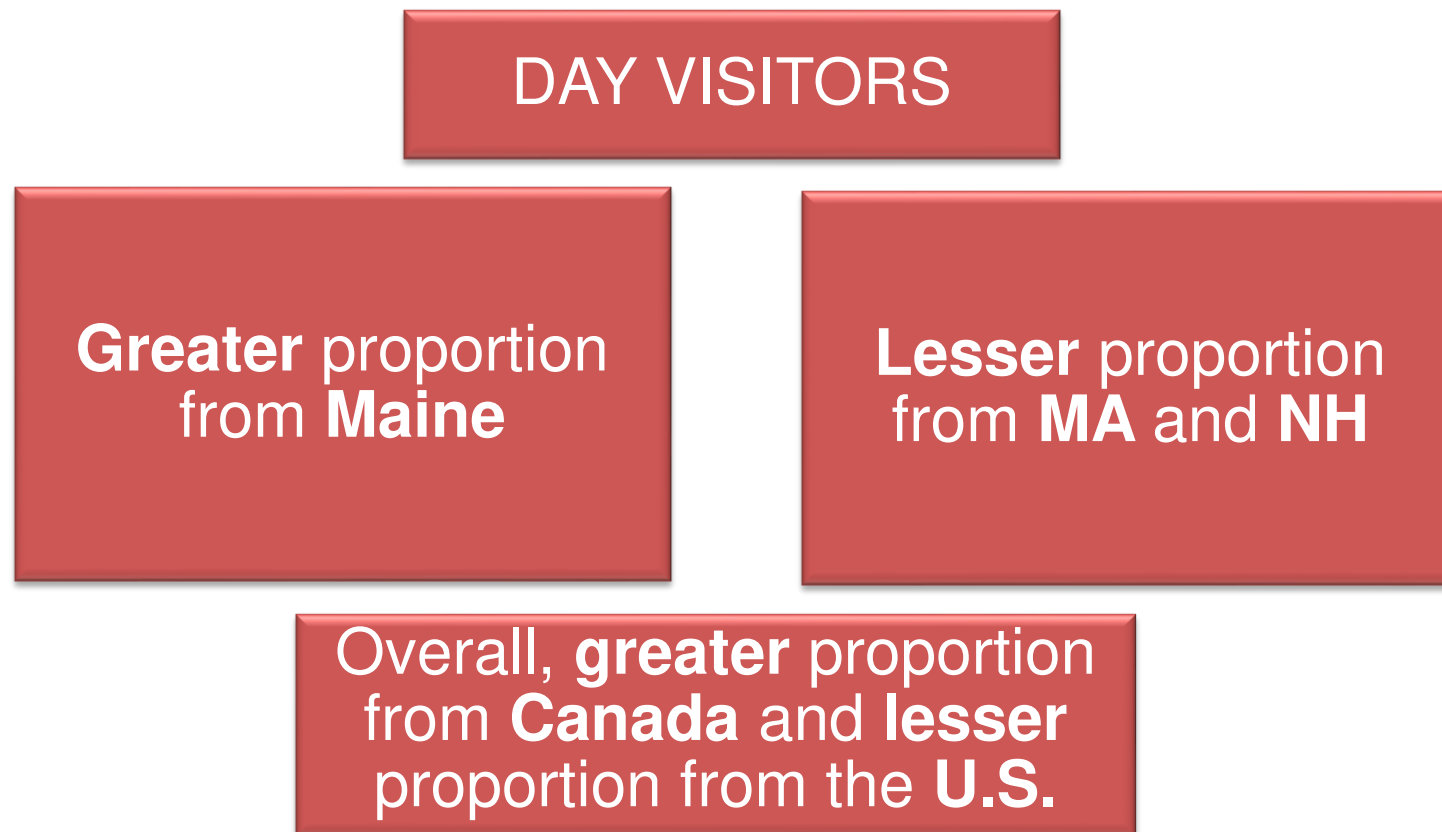 DAY VISITORS
Greater proportion
from Maine
Lesser proportion
from MA and NH
Overall, greater proportion
from Canada and lesser
proportion from the U.S.